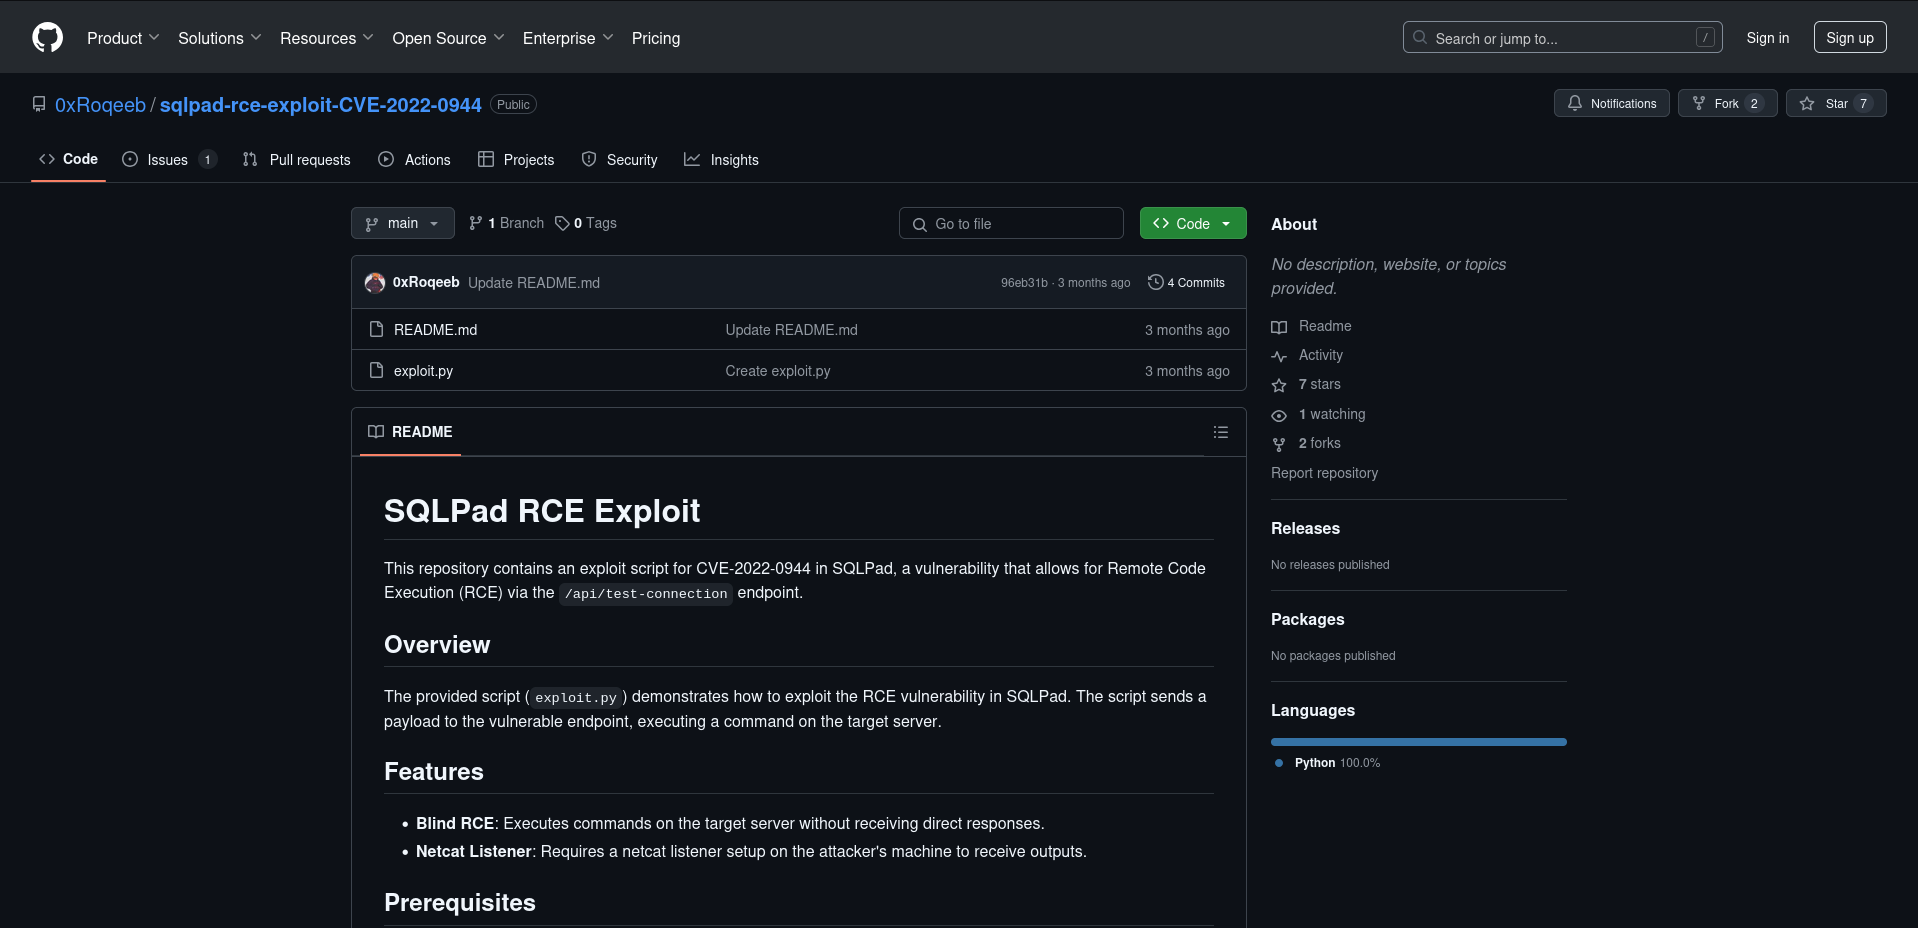 Product Solutions Resources Open Source Enterprise Pricing Search or jump to... / Sign in Sign up
0xRoqeeb / sqlpad-rce-exploit-CVE-2022-0944 Public Notifications Fork 2 Star 7
Code Issues 1 Pull requests Actions Projects Security Insights
main 1 Branch 0 Tags Go to file Code
0xRoqeeb Update README.md 96eb31b · 3 months ago 4 Commits
README.md Update README.md 3 months ago
exploit.py Create exploit.py 3 months ago
README
SQLPad RCE Exploit
This repository contains an exploit script for CVE-2022-0944 in SQLPad, a vulnerability that allows for Remote Code
Execution (RCE) via the /api/test-connection endpoint.
Overview
The provided script (exploit.py) demonstrates how to exploit the RCE vulnerability in SQLPad. The script sends a
payload to the vulnerable endpoint, executing a command on the target server.
Features
• Blind RCE: Executes commands on the target server without receiving direct responses.
• Netcat Listener: Requires a netcat listener setup on the attacker's machine to receive outputs.
Prerequisites
About
No description, website, or topics
provided.
Readme
Activity
7 stars
1 watching
2 forks
Report repository
Releases
No releases published
Packages
No packages published
Languages
Python 100.0%